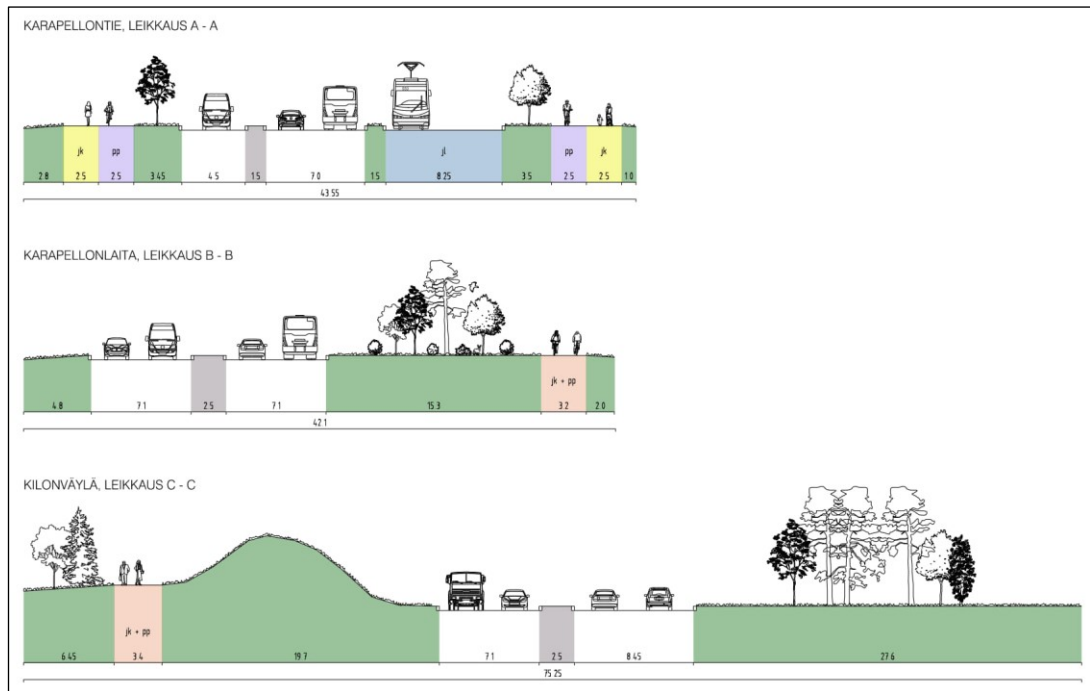 KARAPELLONTIE, LEIKKAUS A - A
jk pp jl pp jk
2.8 2.5 2.5 3.45 4.5 1.5 7.0 1.5 8.25 3.5 2.5 2.5 1.0
43.55
KARAPELLONLAITA, LEIKKAUS B - B
jk + pp
4.8 7.1 2.5 7.1 15.3 3.2 2.0
42.1
KILONVÄYLÄ, LEIKKAUS C - C
jk + pp
6.45 3.4 19.7 7.1 2.5 8.45 27.6
75.25